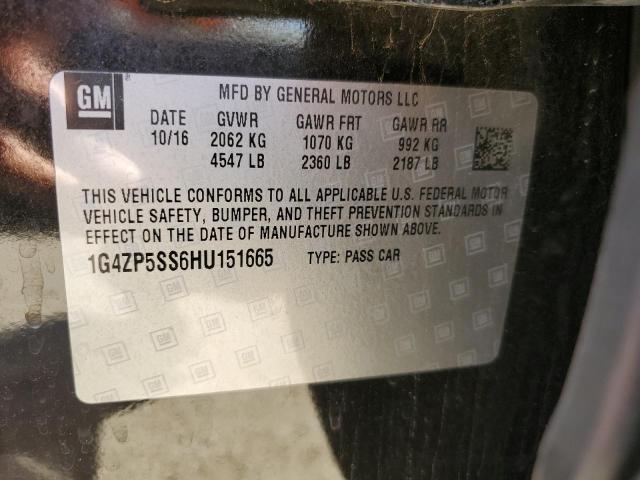 GM
MFD BY GENERAL MOTORS LLC
DATE GVWR GAWR FRT GAWR RR
10/16 2062 KG 1070 KG 992 KG
4547 LB 2360 LB 2187 LB
THIS VEHICLE CONFORMS TO ALL APPLICABLE U.S. FEDERAL MOTOR
VEHICLE SAFETY, BUMPER, AND THEFT PREVENTION STANDARDS IN
EFFECT ON THE DATE OF MANUFACTURE SHOWN ABOVE.
1G4ZP5SS6HU151665 TYPE: PASS CAR